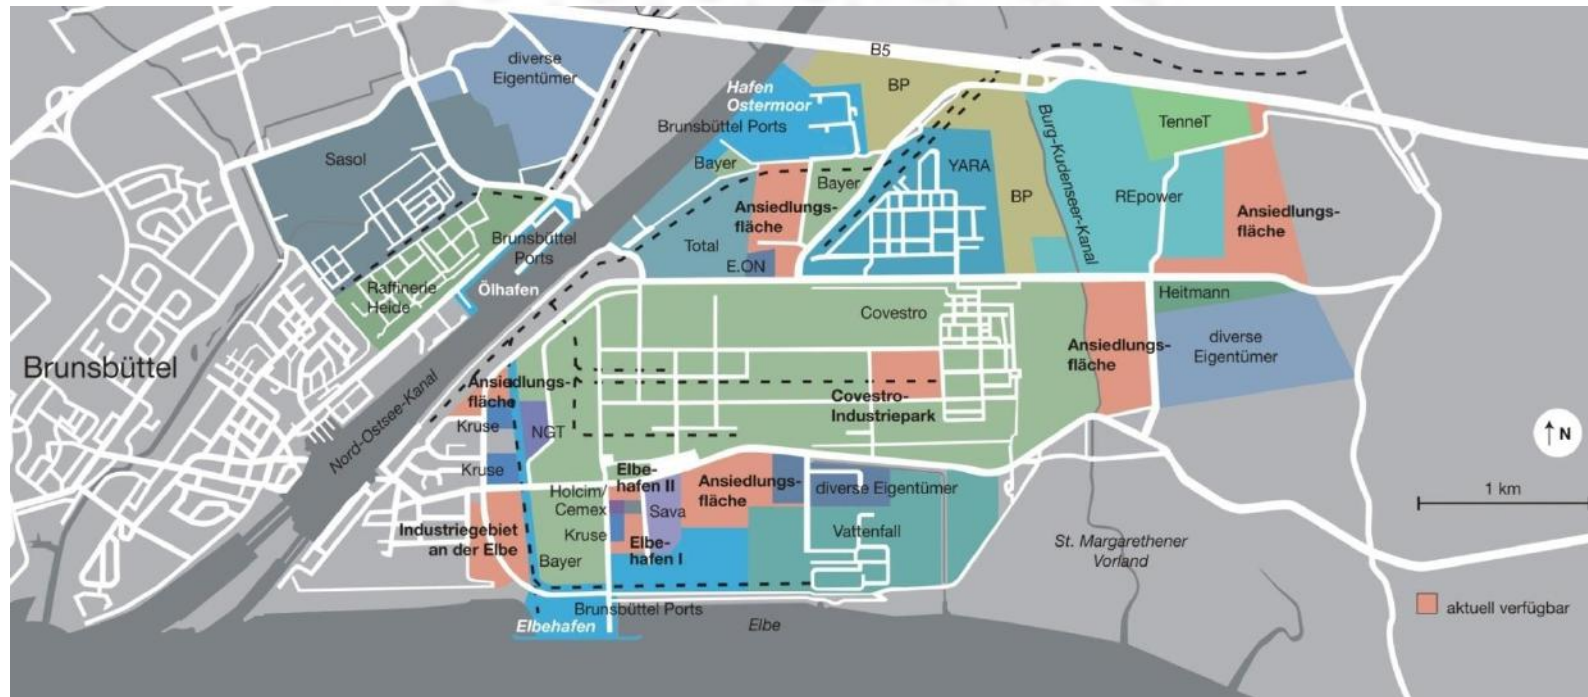 B5
diverse
Eigentümer
Hafen
Ostermoor
BP
Brunsbüttel Ports
TenneT
Sasol
Bayer
YARA
Bayer
Burg-Kudenseer-Kanal
BP
REpower
Ansiedlungs-
fläche
Ansiedlungs-
fläche
Brunsbüttel
Ports
Total
E.ON
Raffinerie
Heide
Ölhafen
Heitmann
Covestro
diverse
Eigentümer
Ansiedlungs-
fläche
Brunsbüttel
Ansiedlungs-
fläche
Covestro-
Industriepark
Nord-Ostsee-Kanal
Kruse
NGT
N
Kruse
Elbe-
hafen II
Ansiedlungs-
fläche
Holcim/
Cemex
diverse Eigentümer
1 km
Sava
Industriegebiet
an der Elbe
Kruse
Vattenfall
Elbe-
hafen I
St. Margarethener
Vorland
Bayer
Brunsbüttel Ports
aktuell verfügbar
Elbehafen
Elbe